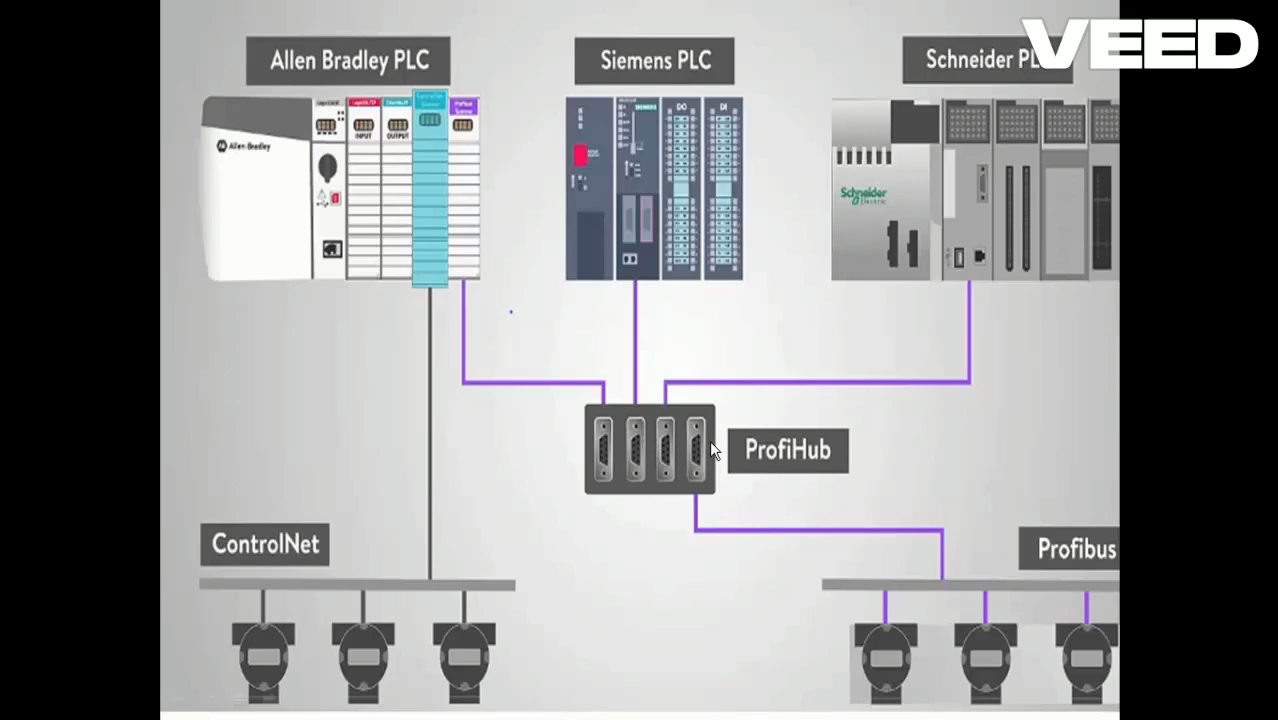 VEED
Allen Bradley PLC
Siemens PLC
Schneider PL
Allen-Bradley
INPUT
OUTPUT
SIEMENS
DO
DI
Schneider
Electric
ProfiHub
ControlNet
Profibus